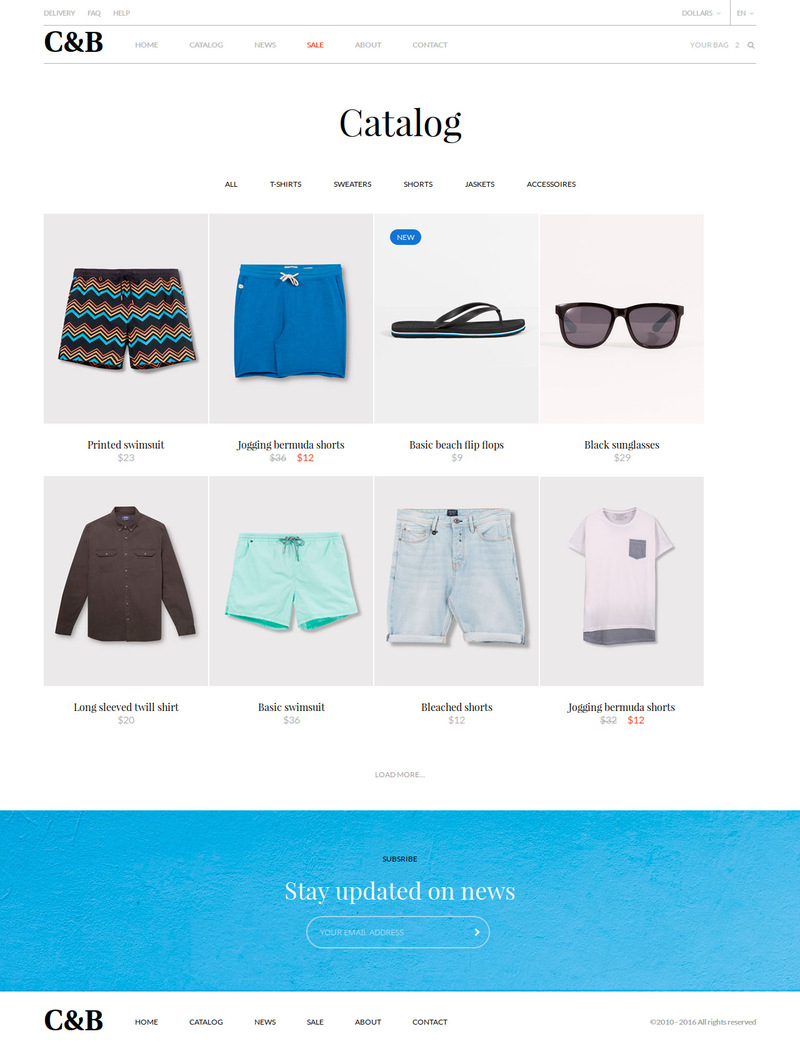 DELIVERY FAQ HELP DOLLARS EN
C&B HOME CATALOG NEWS SALE ABOUT CONTACT YOUR BAG 2
Catalog
ALL T-SHIRTS SWEATERS SHORTS JASKETS ACCESSOIRES
NEW
Printed swimsuit Jogging bermuda shorts Basic beach flip flops Black sunglasses
$23 $36 $12 $9 $29
Long sleeved twill shirt Basic swimsuit Bleached shorts Jogging bermuda shorts
$20 $36 $12 $32 $12
LOAD MORE...
SUBSRIBE
Stay updated on news
YOUR EMAIL ADDRESS
C&B HOME CATALOG NEWS SALE ABOUT CONTACT ©2010 - 2016 All rights reserved